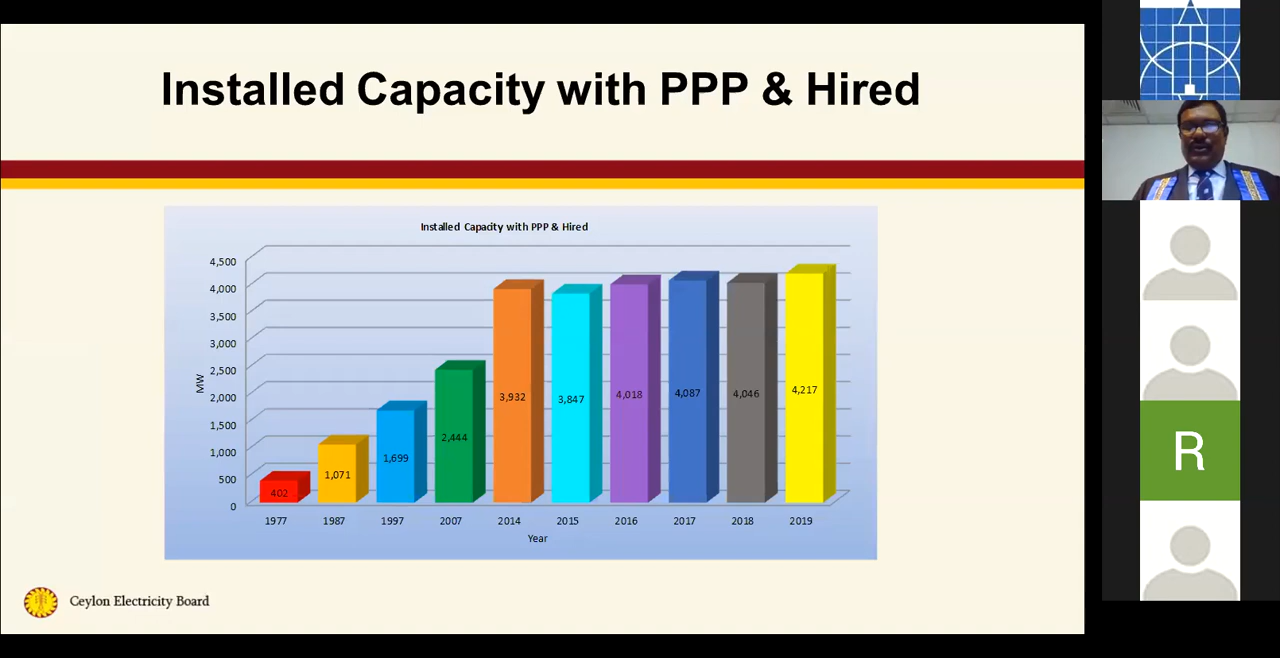 Installed Capacity with PPP & Hired
Installed Capacity with PPP & Hired
4,500
4,000
3,500
3,000
2,500
2,000
1,500
1,000
500
0
MW
402
1,071
1,699
2,444
3,932
3,847
4,018
4,087
4,046
4,217
1977 1987 1997 2007 2014 2015 2016 2017 2018 2019
Year
Ceylon Electricity Board
R